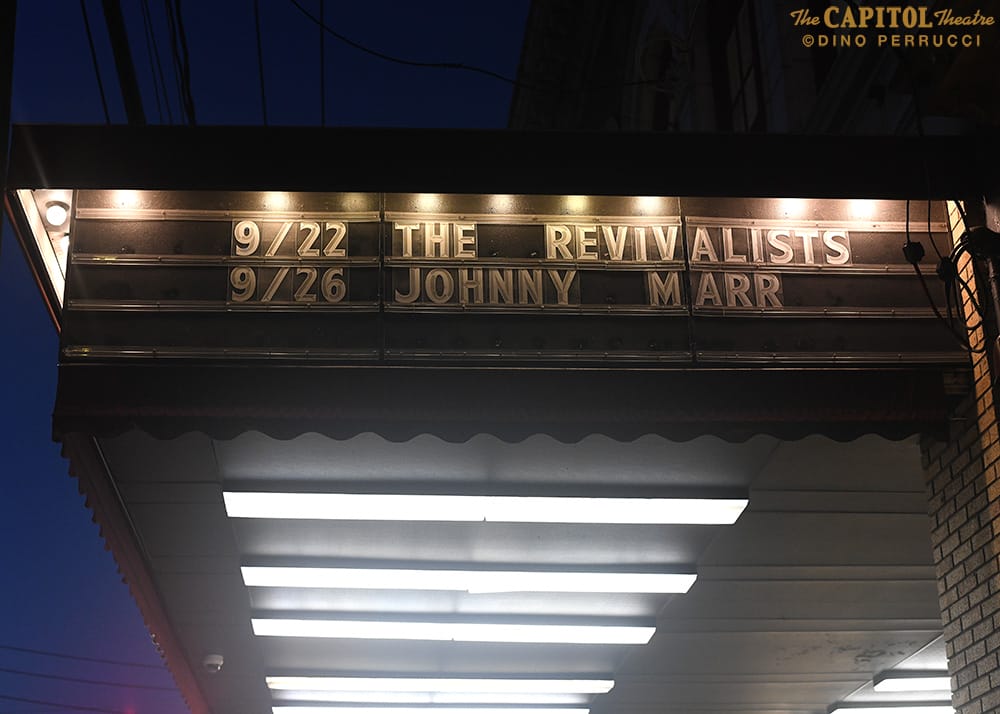 The CAPITOL Theatre
©DINO PERRUCCI
9/22 THE REVIVALISTS
9/26 JOHNNY MARR